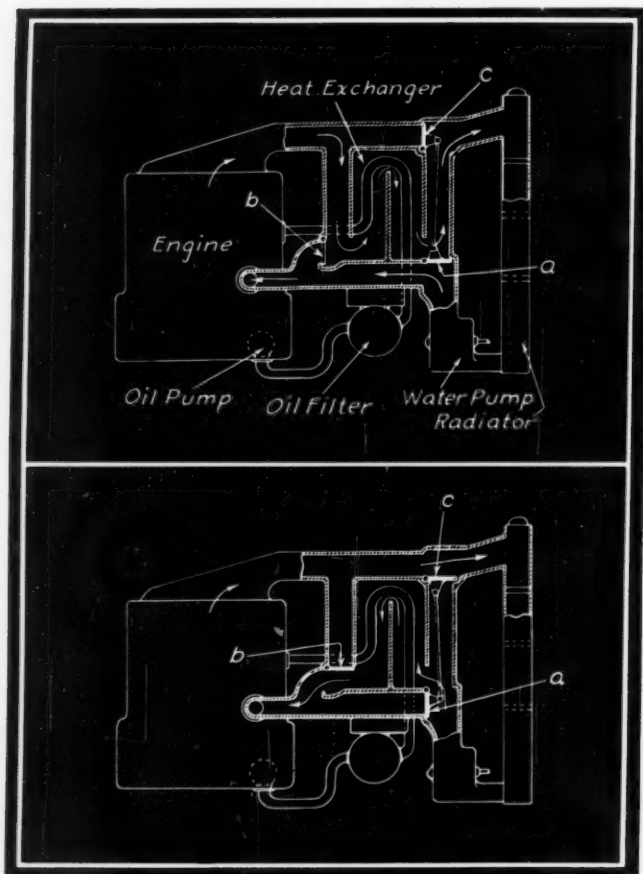 c
Heat Exchanger
b
Engine
a
Oil Pump
Oil Filter
Water Pump
Radiator
c
b
a